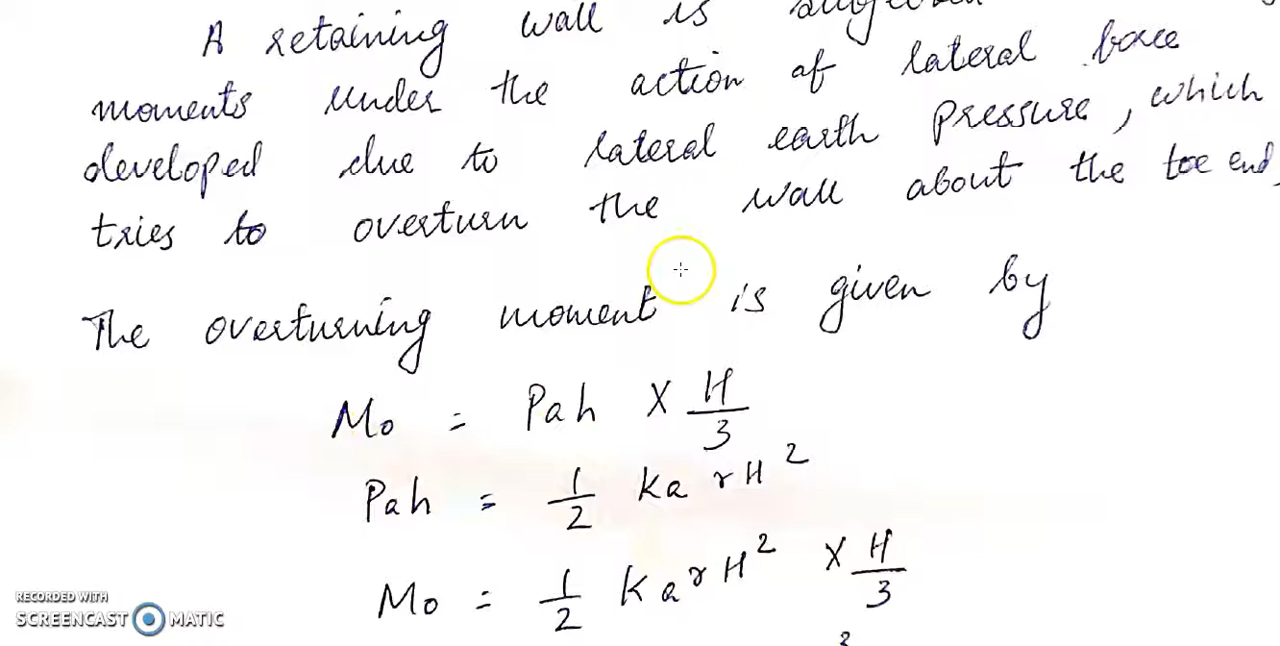 A retaining wall is
moments under the action of lateral force
developed due to lateral earth pressure, which
tries to overturn the wall about the toe end,
The overturning moment is given by
Mo = Pah X H/3
Pah = 1/2 Ka γH²
Mo = 1/2 Ka γH² X H/3
RECORDED WITH
SCREENCAST MATIC